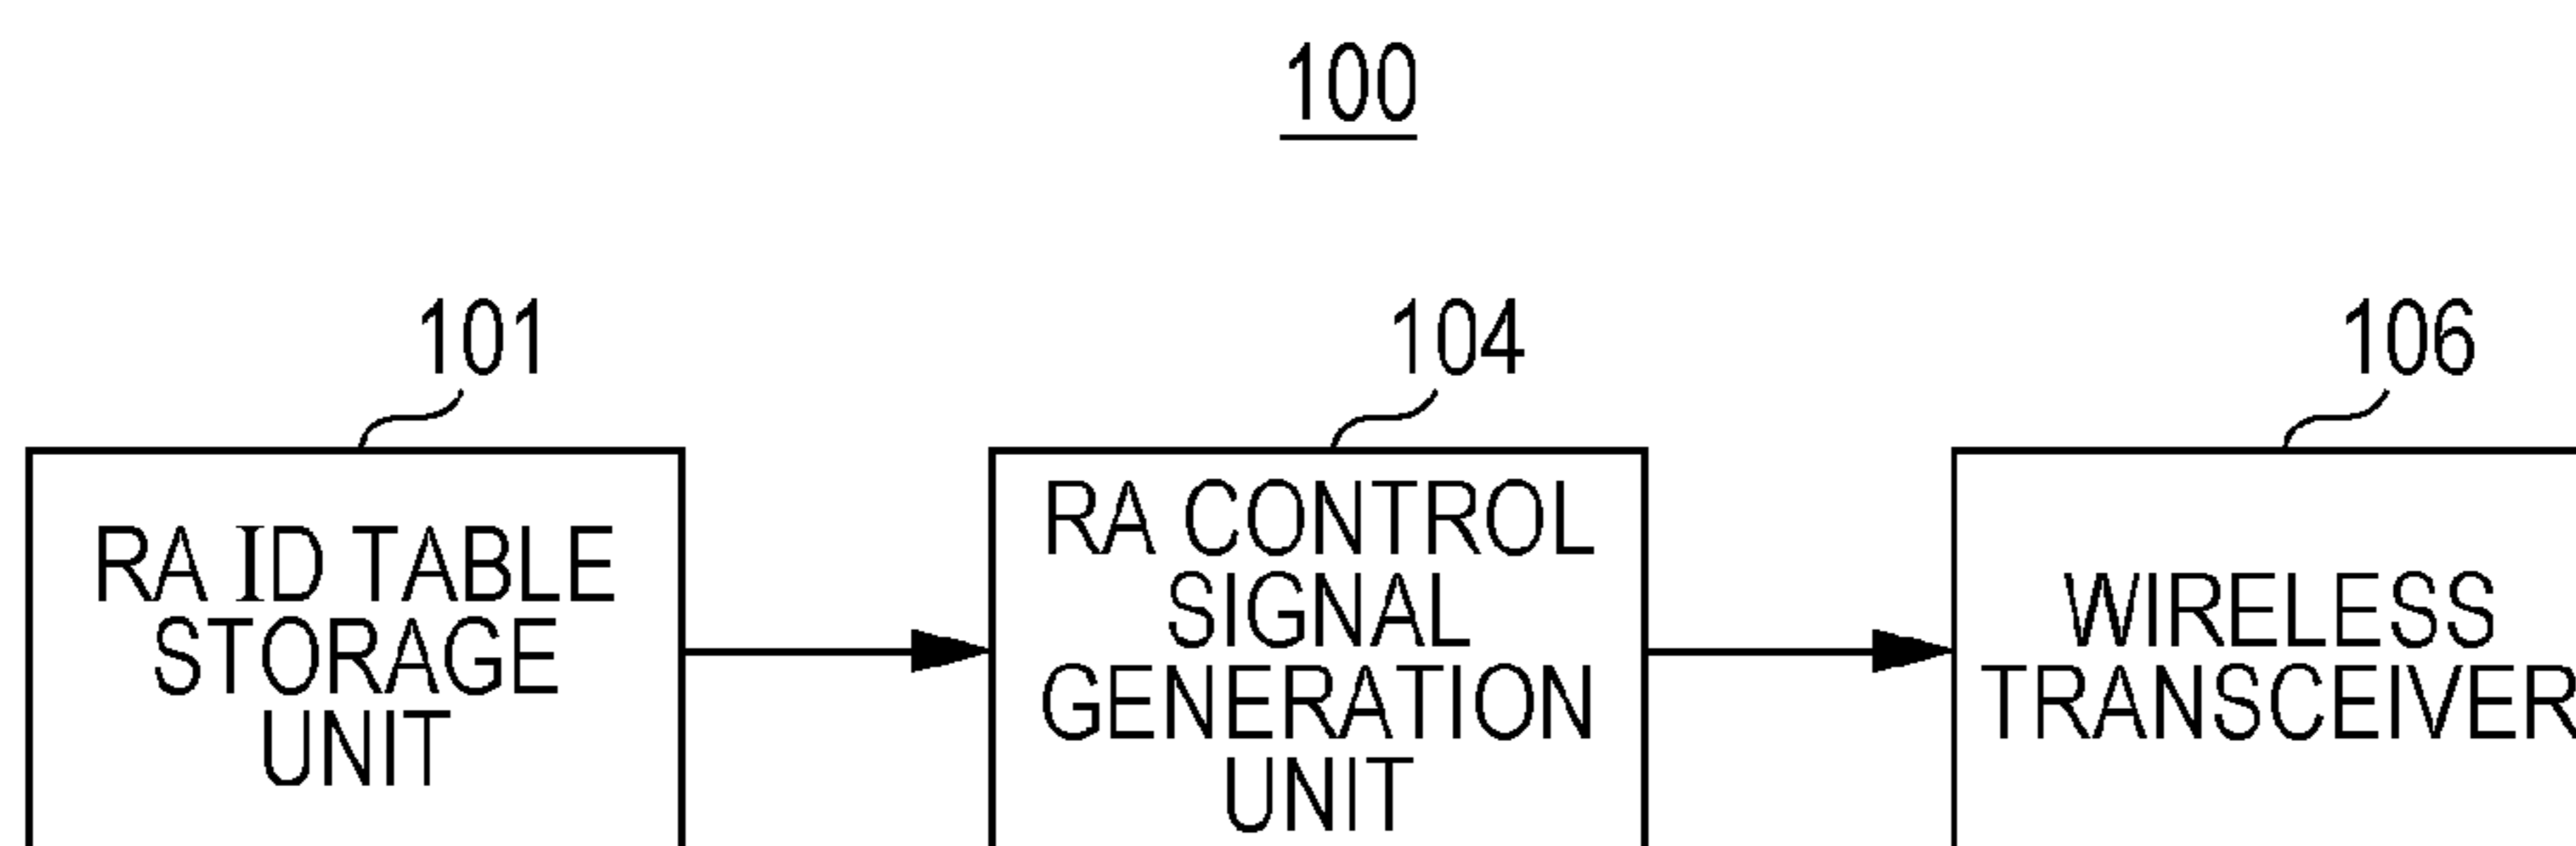 100
101
104
106
RA ID TABLE
STORAGE
UNIT
RA CONTROL
SIGNAL
GENERATION
UNIT
WIRELESS
TRANSCEIVER